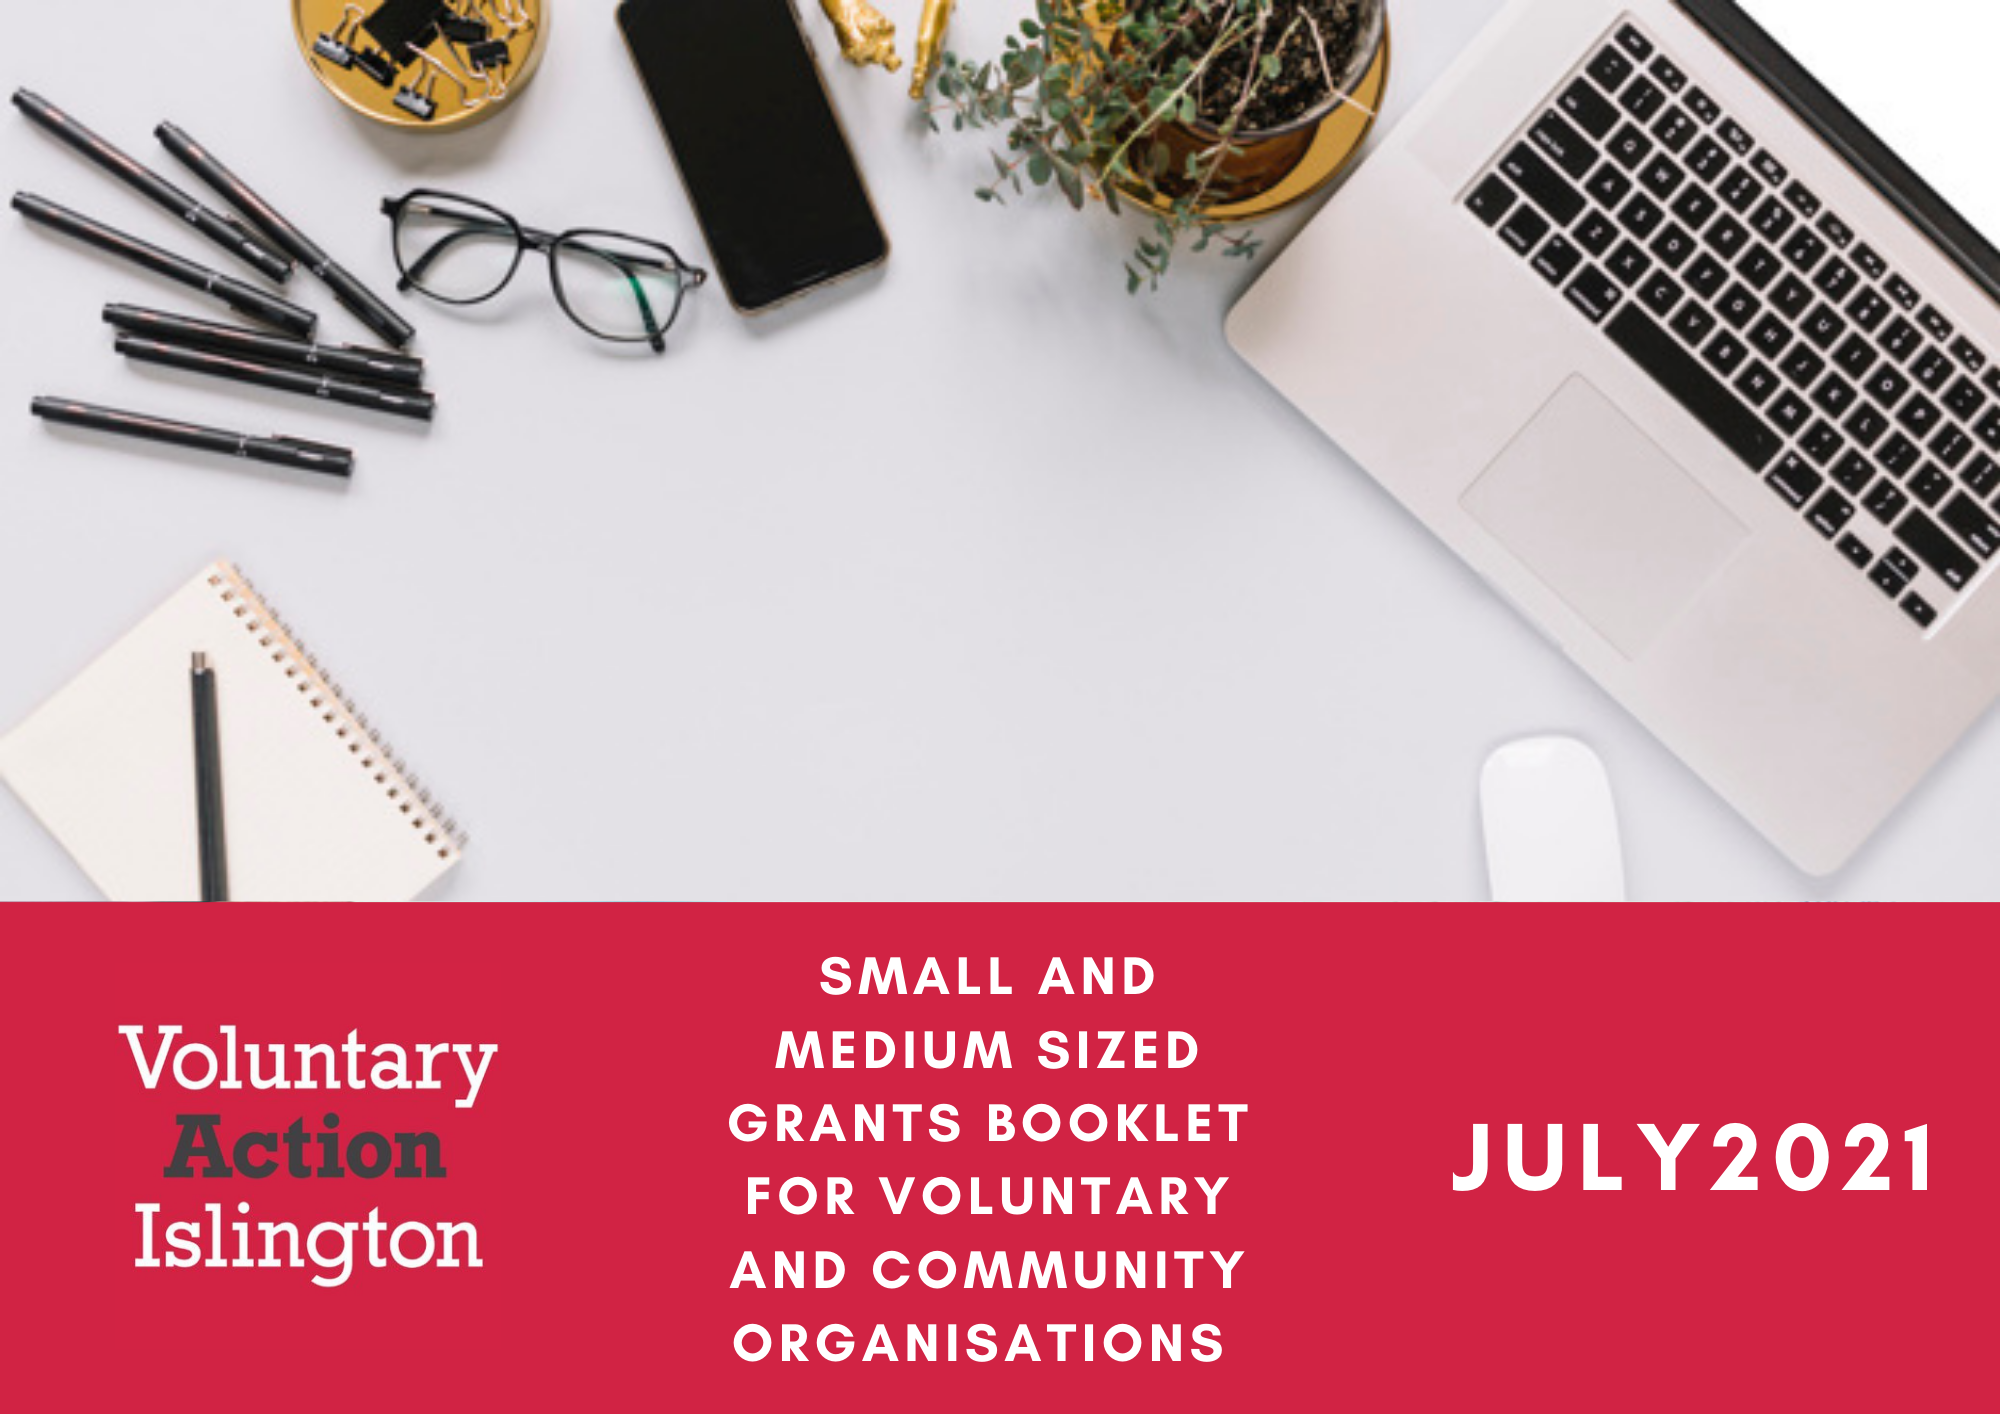 Voluntary
Action
Islington
SMALL AND
MEDIUM SIZED
GRANTS BOOKLET
FOR VOLUNTARY
AND COMMUNITY
ORGANISATIONS
JULY2021